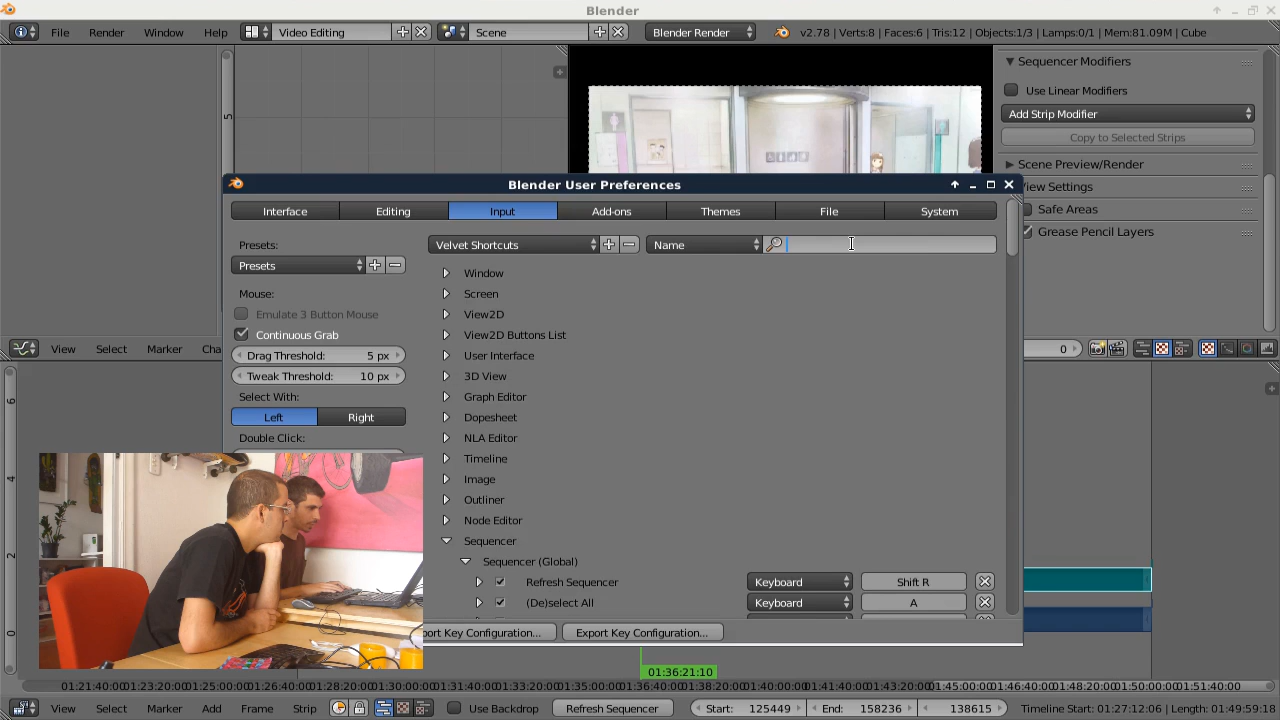 Blender
File Render Window Help Video Editing Scene Blender Render v2.78 | Verts:8 | Faces:6 | Tris:12 | Objects:1/3 | Lamps:0/1 | Mem:81.09M | Cube
Sequencer Modifiers
5
Use Linear Modifiers
Add Strip Modifier
Copy to Selected Strips
Scene Preview/Render
Blender User Preferences
View Settings
Interface Editing Input Add-ons Themes File System
Safe Areas
Grease Pencil Layers
Presets: Velvet Shortcuts Name
Presets
Window
Mouse:
Screen
Emulate 3 Button Mouse
View2D
Continuous Grab
View2D Buttons List
Drag Threshold: 5 px
User Interface
View Select Marker Cha
0
Tweak Threshold: 10 px
3D View
Select With:
Graph Editor
6
Left Right
Dopesheet
Double Click:
NLA Editor
Timeline
4
Image
Outliner
Node Editor
Sequencer
2
Sequencer (Global)
Refresh Sequencer Keyboard Shift R
(De)select All Keyboard A
0
ort Key Configuration... Export Key Configuration...
01:36:21:10
01:21:40:00 01:23:20:00 01:25:00:00 01:26:40:00 01:28:20:00 01:30:00:00 01:31:40:00 01:33:20:00 01:35:00:00 01:36:40:00 01:38:20:00 01:40:00:00 01:41:40:00 01:43:20:00 01:45:00:00 01:46:40:00 01:48:20:00 01:50:00:00 01:51:40:00
View Select Marker Add Frame Strip Use Backdrop Refresh Sequencer Start: 125449 End: 158236 138615 Timeline Start: 01:27:12:06 | Length: 01:49:59:18